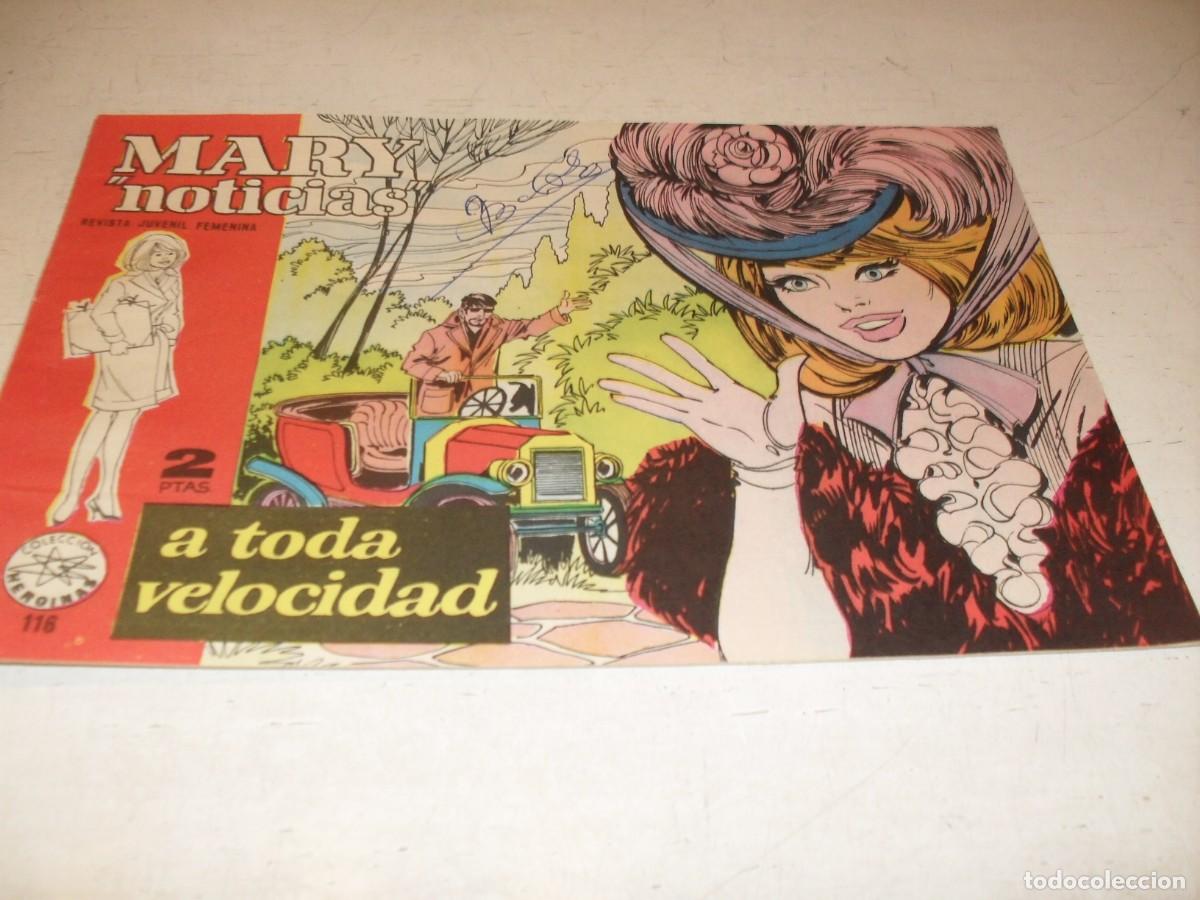 MARY
"noticias"
REVISTA JUVENIL FEMENINA
2
PTAS
COLECCION
HEROINAS
116
a toda
velocidad
todocoleccion